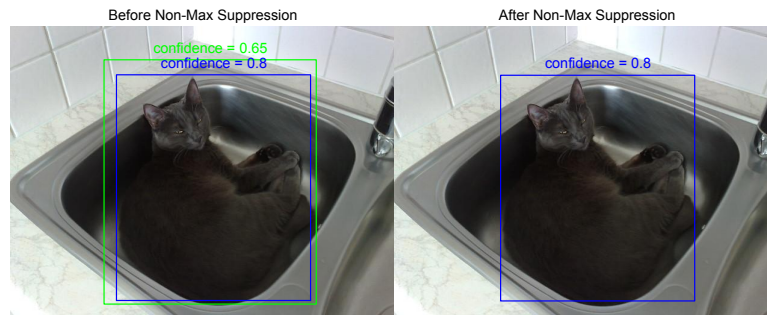 Before Non-Max Suppression
confidence = 0.65
confidence = 0.8
After Non-Max Suppression
confidence = 0.8